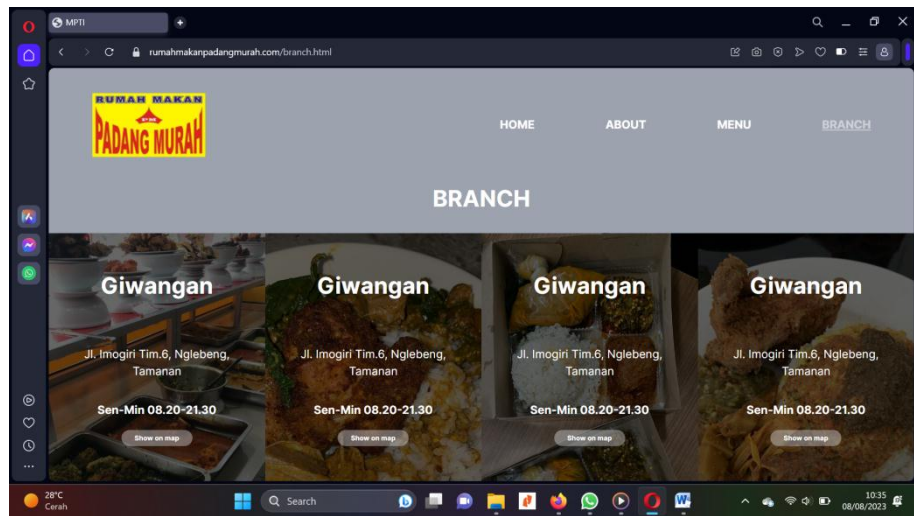 MPTI
rumahmakanpadangmurah.com/branch.html
RUMAH MAKAN
PADANG MURAH
HOME ABOUT MENU BRANCH
BRANCH
Giwangan Giwangan Giwangan Giwangan
Jl. Imogiri Tim.6, Nglebeng, Jl. Imogiri Tim.6, Nglebeng, Jl. Imogiri Tim.6, Nglebeng, Jl. Imogiri Tim.6, Nglebeng,
Tamanan Tamanan Tamanan Tamanan
Sen-Min 08.20-21.30 Sen-Min 08.20-21.30 Sen-Min 08.20-21.30 Sen-Min 08.20-21.30
Show on map Show on map Show on map Show on map
28°C
Cerah
Search
10:35
08/08/2023